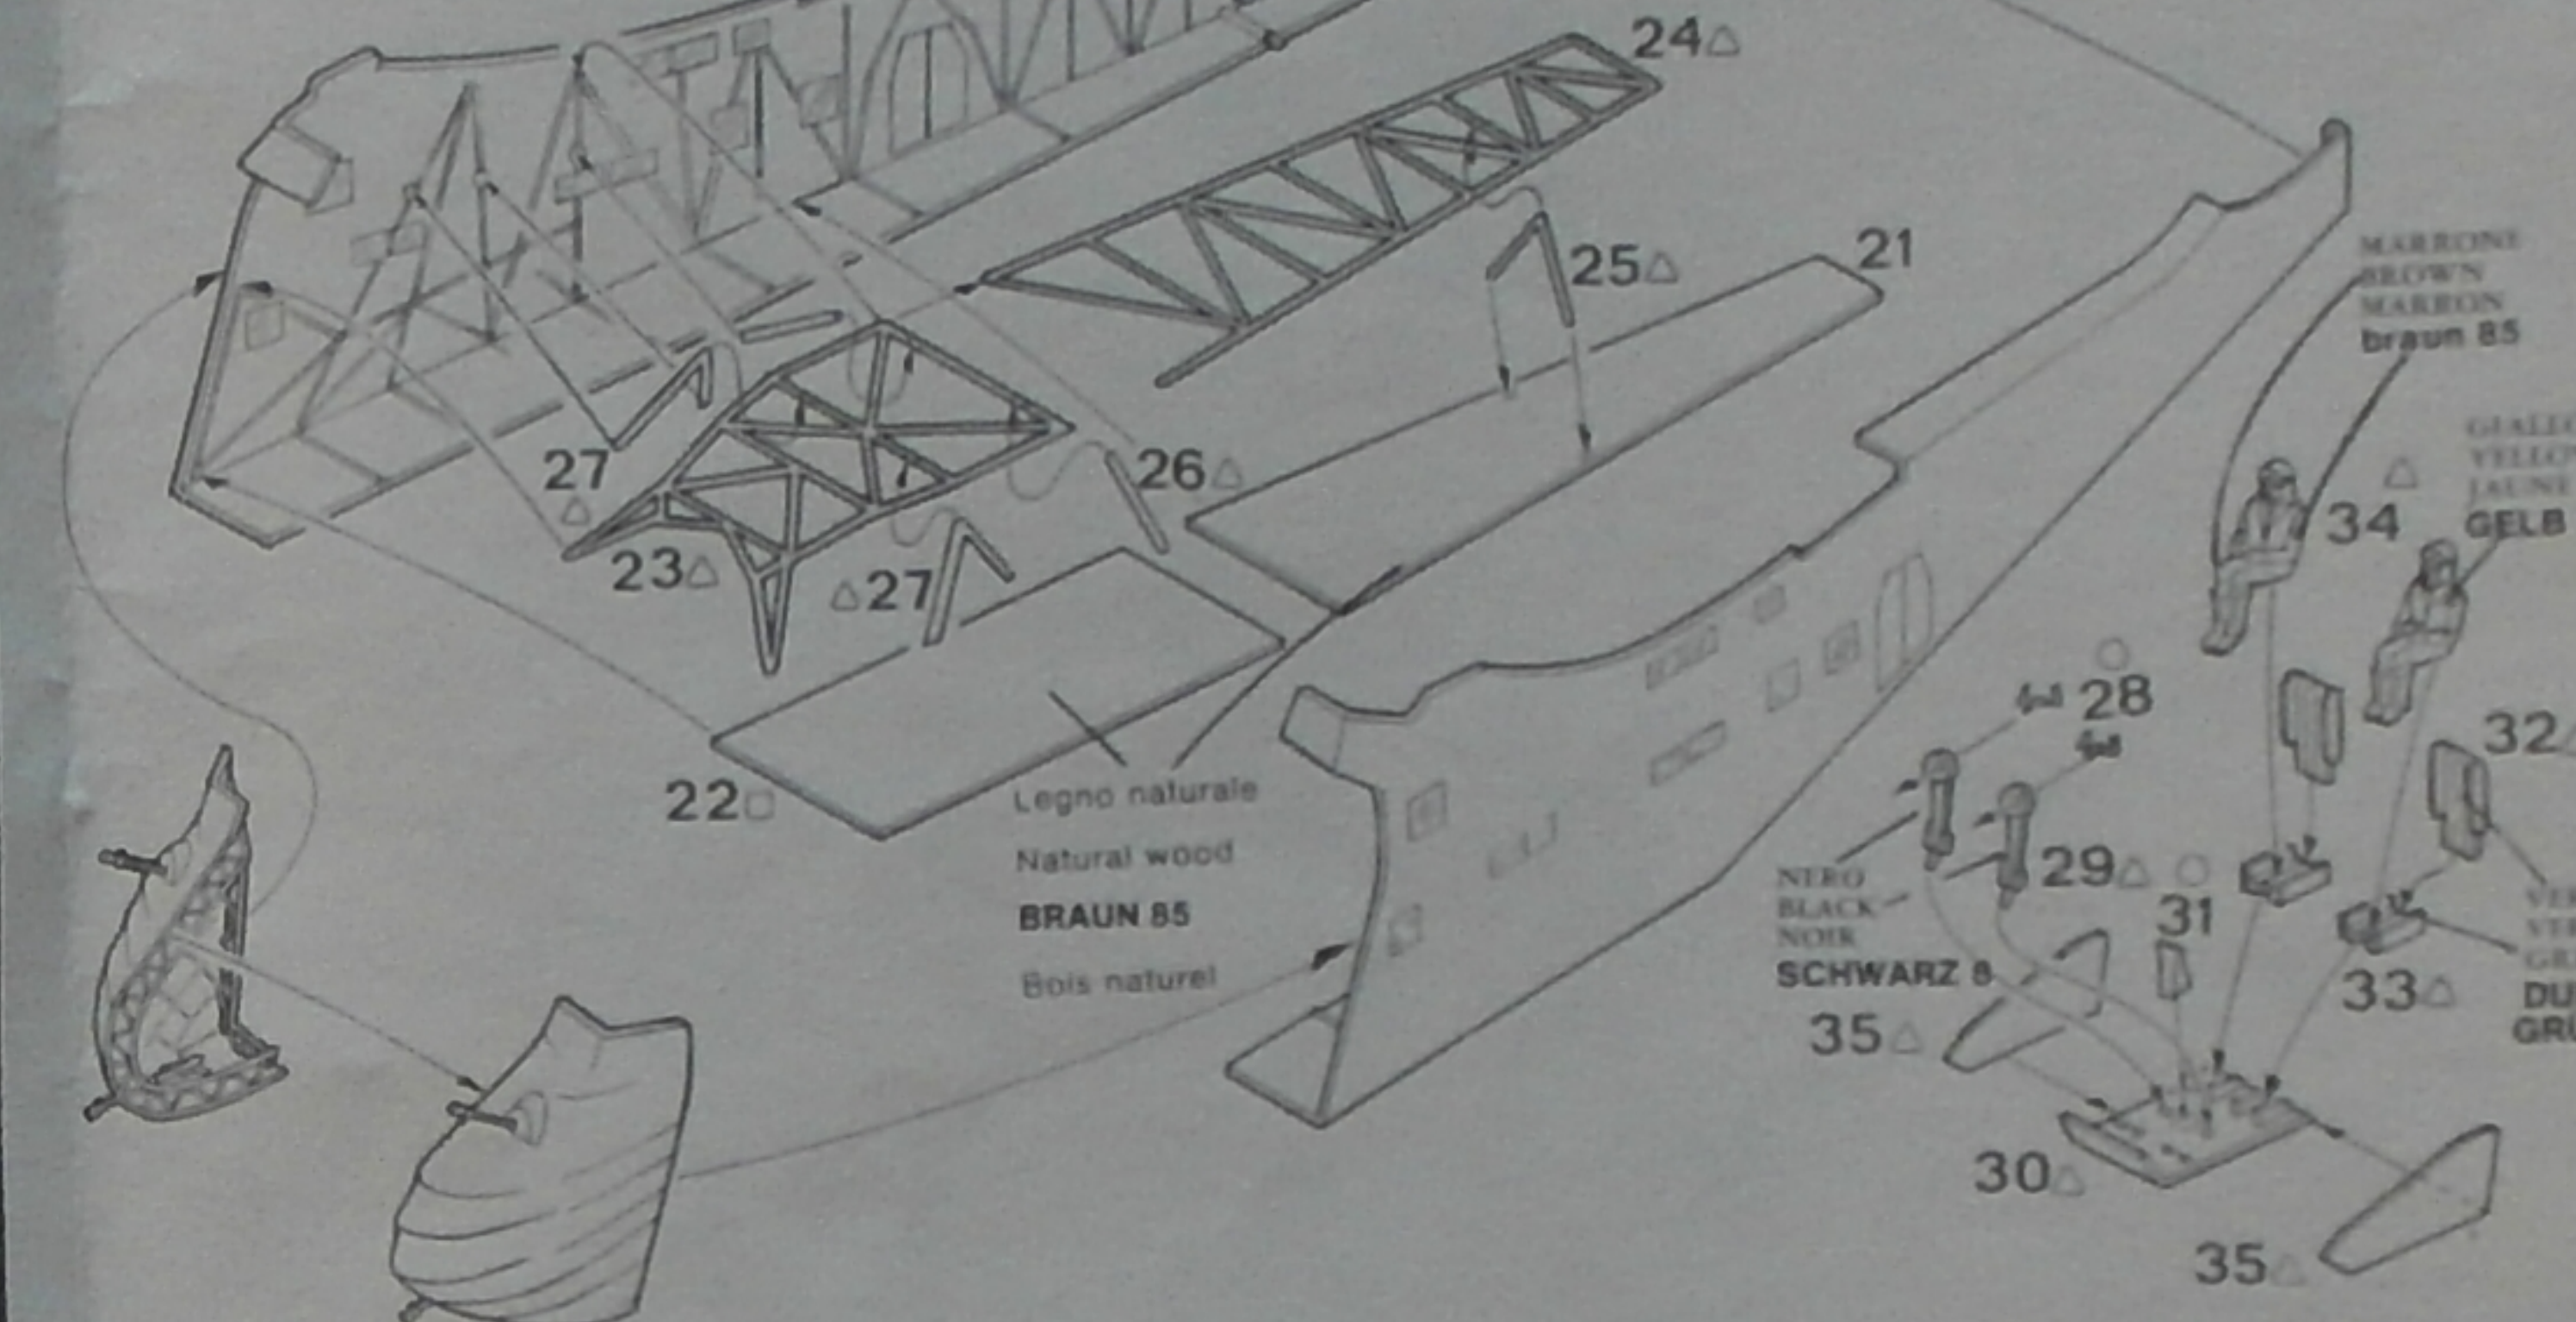 24△
25△
21
MARRONE
BROWN
MARRON
braun 85
27
△
26△
34
△
GELB
23△
△27
28
○
32
22□
Legno naturale
Natural wood
BRAUN 85
Bois naturel
NERO
BLACK
NOIR
SCHWARZ 8
29△
○
31
33△
35△
30△
35△